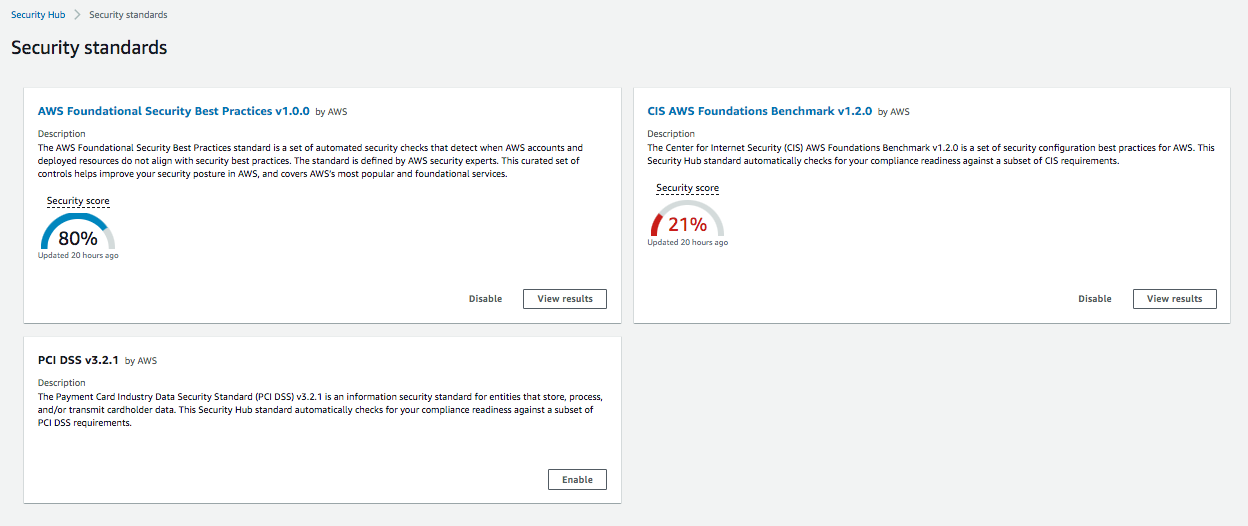 Security Hub > Security standards
Security standards
AWS Foundational Security Best Practices v1.0.0 by AWS
Description
The AWS Foundational Security Best Practices standard is a set of automated security checks that detect when AWS accounts and
deployed resources do not align with security best practices. The standard is defined by AWS security experts. This curated set of
controls helps improve your security posture in AWS, and covers AWS's most popular and foundational services.
Security score
80%
Updated 20 hours ago
Disable View results
CIS AWS Foundations Benchmark v1.2.0 by AWS
Description
The Center for Internet Security (CIS) AWS Foundations Benchmark v1.2.0 is a set of security configuration best practices for AWS. This
Security Hub standard automatically checks for your compliance readiness against a subset of CIS requirements.
Security score
21%
Updated 20 hours ago
Disable View results
PCI DSS v3.2.1 by AWS
Description
The Payment Card Industry Data Security Standard (PCI DSS) v3.2.1 is an information security standard for entities that store, process,
and/or transmit cardholder data. This Security Hub standard automatically checks for your compliance readiness against a subset of
PCI DSS requirements.
Enable